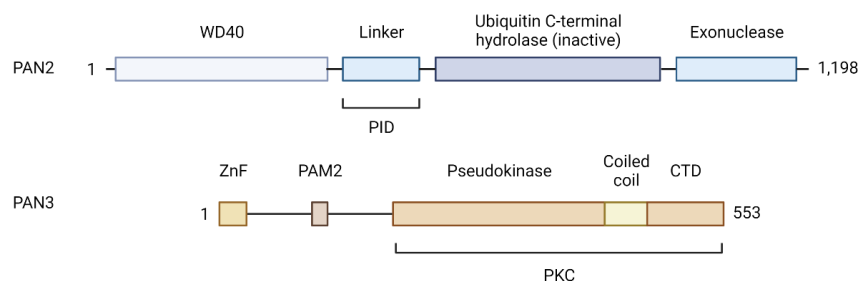 WD40
Linker
Ubiquitin C-terminal
hydrolase (inactive)
Exonuclease
PAN2
1
1,198
PID
ZnF
PAM2
Pseudokinase
Coiled
coil
CTD
PAN3
1
553
PKC